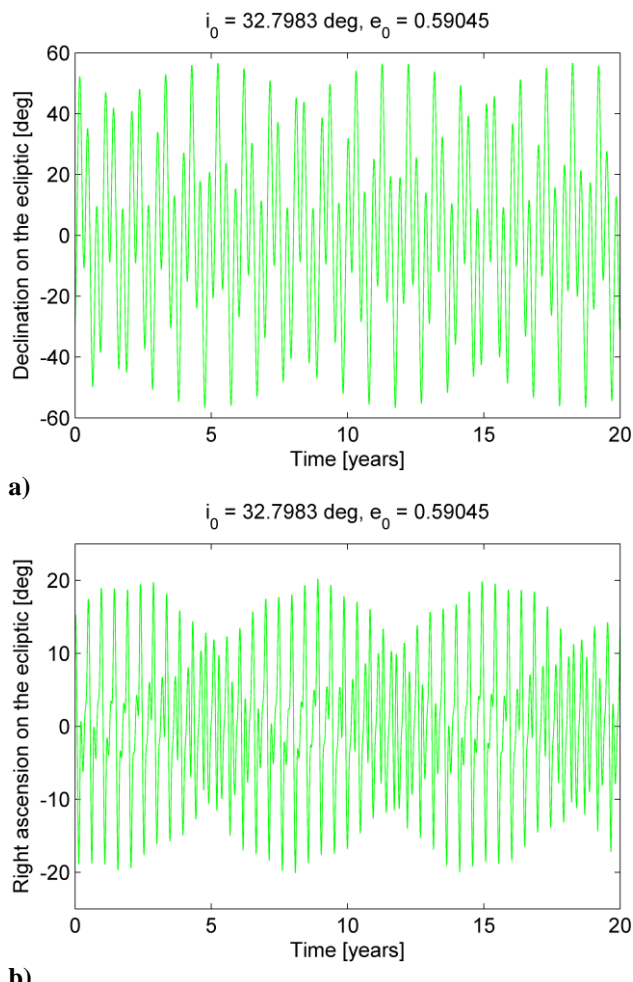 i₀ = 32.7983 deg, e₀ = 0.59045
60
40
20
0
-20
-40
-60
Declination on the ecliptic [deg]
0 5 10 15 20
Time [years]
a)
i₀ = 32.7983 deg, e₀ = 0.59045
20
10
0
-10
-20
Right ascension on the ecliptic [deg]
0 5 10 15 20
Time [years]
b)